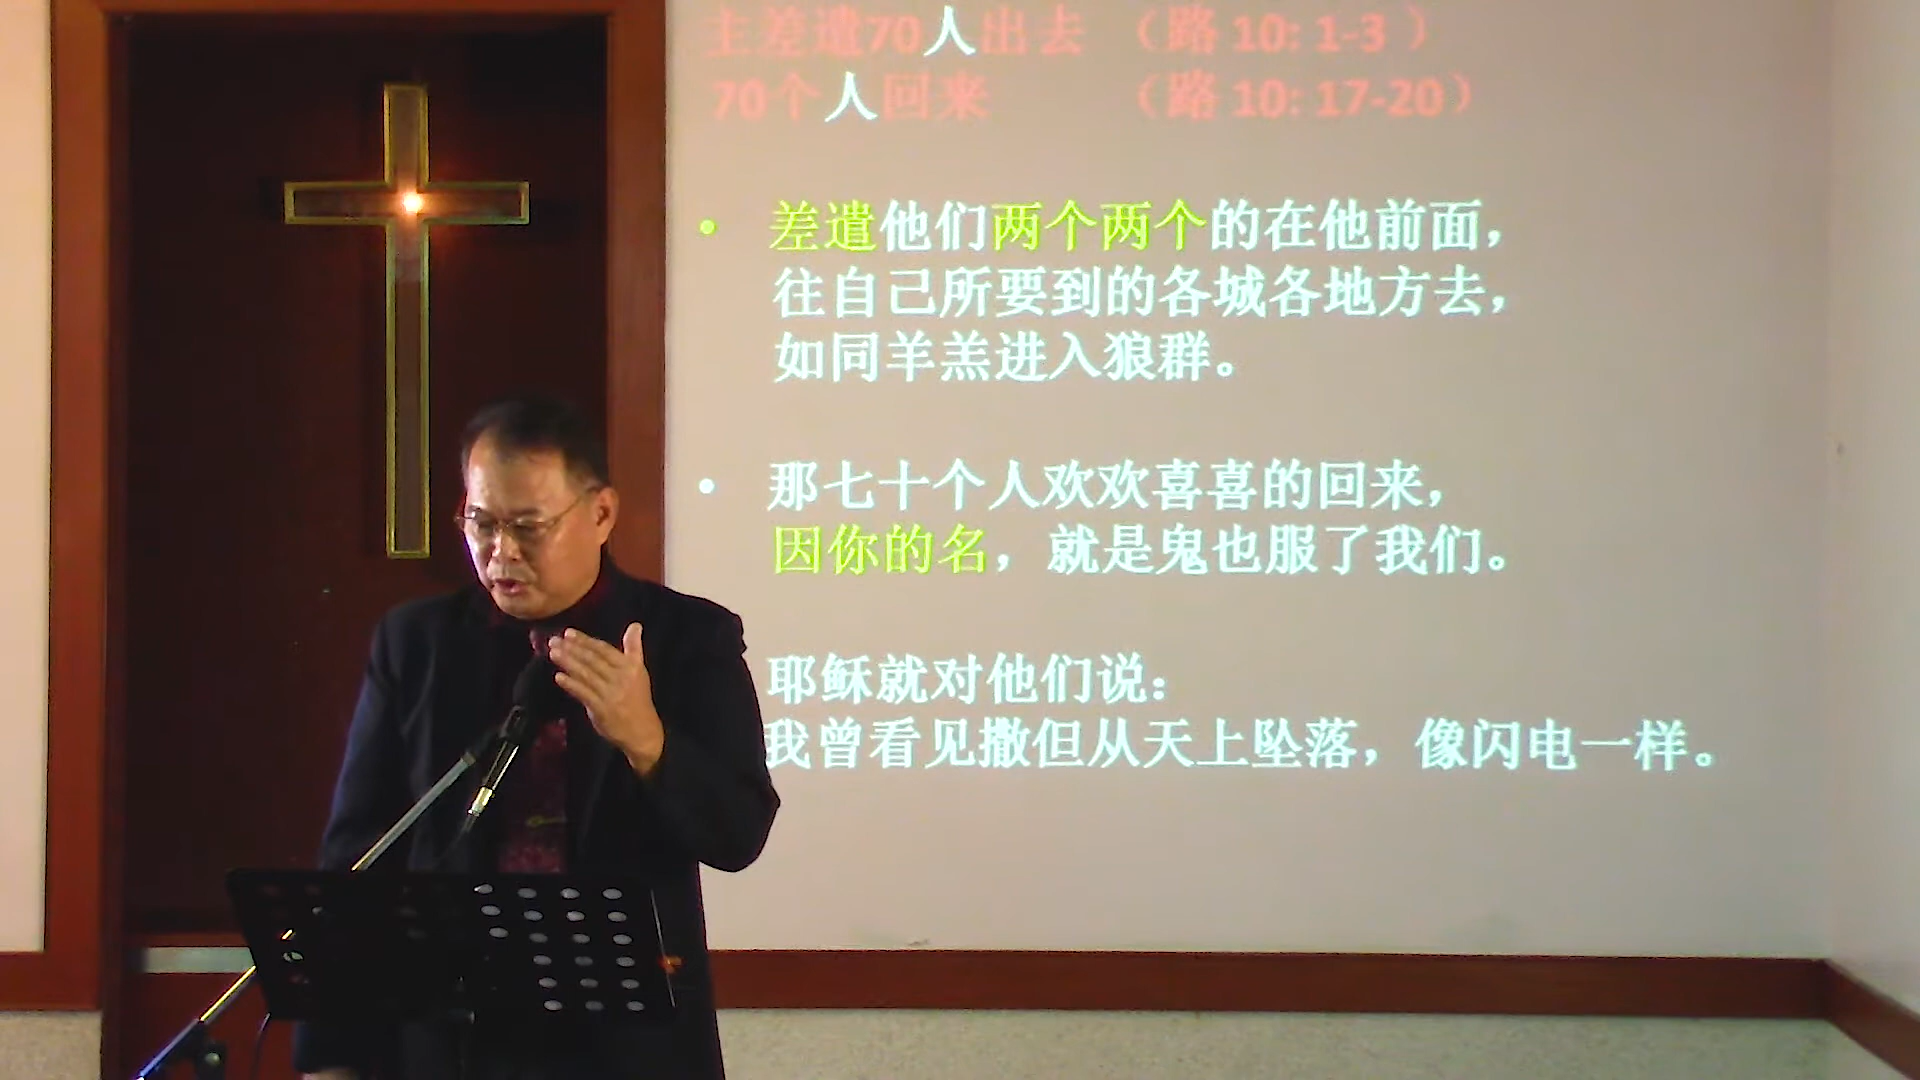 主差遣70人出去 （路 10: 1-3 ）
70个人回来 （路 10: 17-20）
• 差遣他们两个两个的在他前面，
往自己所要到的各城各地方去，
如同羊羔进入狼群。
• 那七十个人欢欢喜喜的回来，
因你的名，就是鬼也服了我们。
耶稣就对他们说：
我曾看见撒但从天上坠落，像闪电一样。